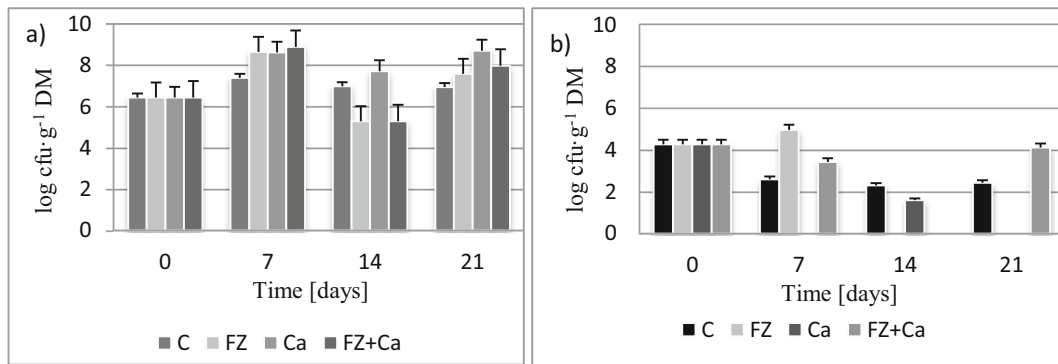 a)
log cfu·g⁻¹ DM
10
8
6
4
2
0
0 7 14 21
Time [days]
C FZ Ca FZ+Ca
b)
log cfu·g⁻¹ DM
10
8
6
4
2
0
0 7 14 21
Time [days]
C FZ Ca FZ+Ca